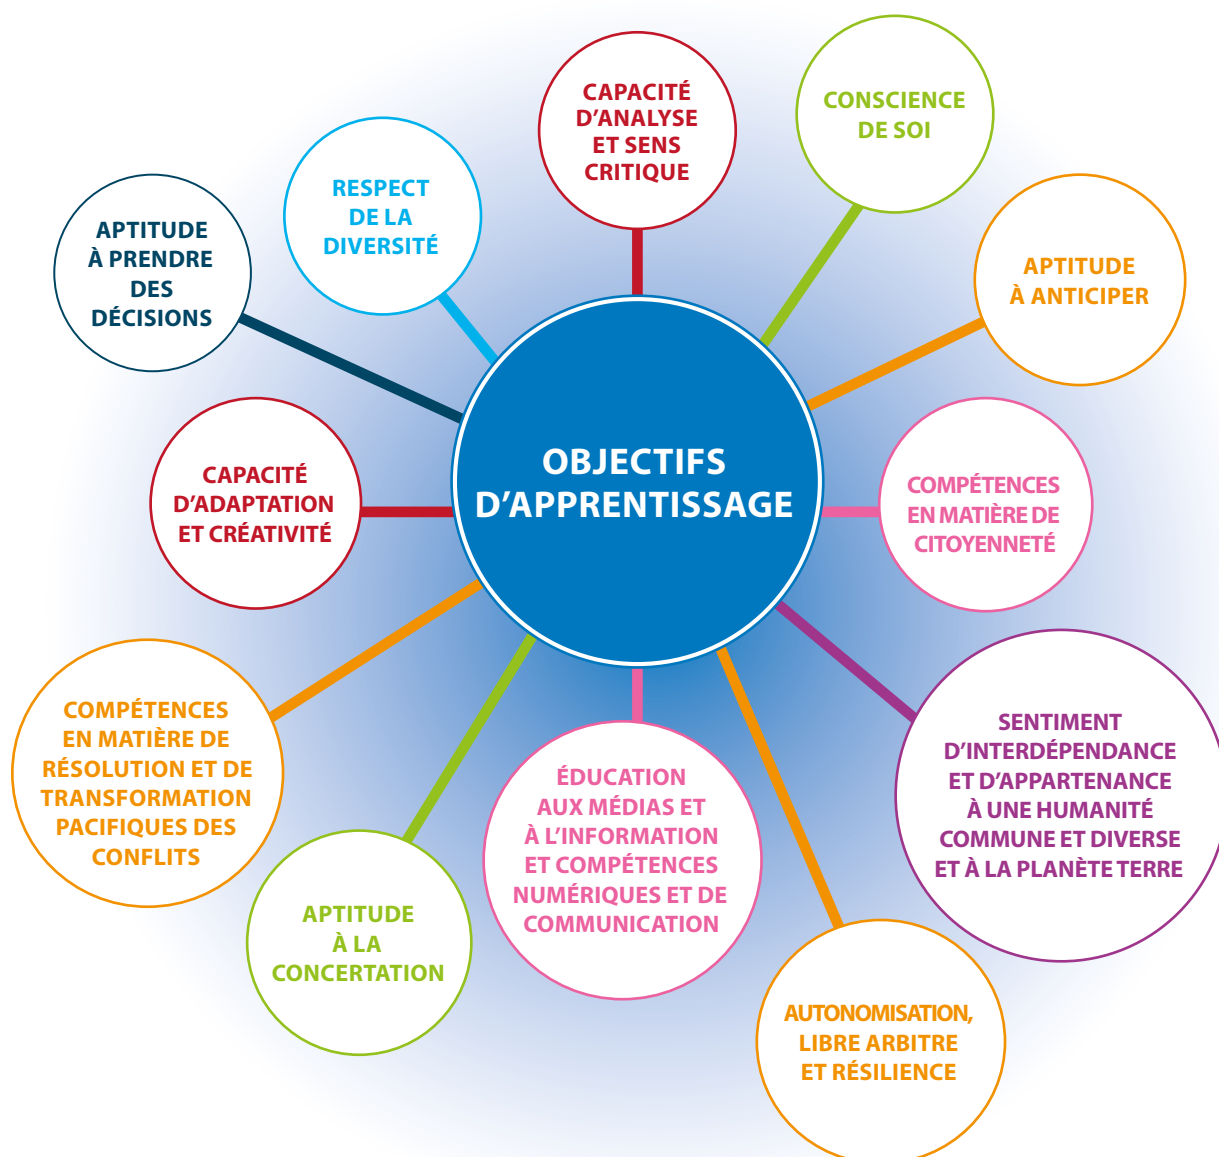 CAPACITÉ
D’ANALYSE
ET SENS
CRITIQUE
CONSCIENCE
DE SOI
RESPECT
DE LA
DIVERSITÉ
APTITUDE
À PRENDRE
DES
DÉCISIONS
APTITUDE
À ANTICIPER
OBJECTIFS
D’APPRENTISSAGE
CAPACITÉ
D’ADAPTATION
ET CRÉATIVITÉ
COMPÉTENCES
EN MATIÈRE DE
CITOYENNETÉ
COMPÉTENCES
EN MATIÈRE DE
RÉSOLUTION ET DE
TRANSFORMATION
PACIFIQUES DES
CONFLITS
SENTIMENT
D’INTERDÉPENDANCE
ET D’APPARTENANCE
À UNE HUMANITÉ
COMMUNE ET DIVERSE
ET À LA PLANÈTE TERRE
ÉDUCATION
AUX MÉDIAS ET
À L’INFORMATION
ET COMPÉTENCES
NUMÉRIQUES ET DE
COMMUNICATION
APTITUDE
À LA
CONCERTATION
AUTONOMISATION,
LIBRE ARBITRE
ET RÉSILIENCE